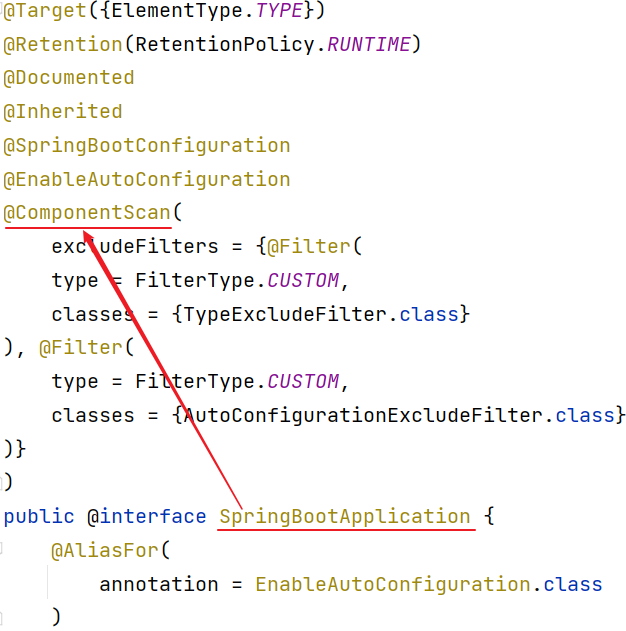 @Target({ElementType.TYPE})
@Retention(RetentionPolicy.RUNTIME)
@Documented
@Inherited
@SpringBootConfiguration
@EnableAutoConfiguration
@ComponentScan(
    excludeFilters = {@Filter(
    type = FilterType.CUSTOM,
    classes = {TypeExcludeFilter.class}
), @Filter(
    type = FilterType.CUSTOM,
    classes = {AutoConfigurationExcludeFilter.class}
)}
)
public @interface SpringBootApplication {
    @AliasFor(
        annotation = EnableAutoConfiguration.class
    )